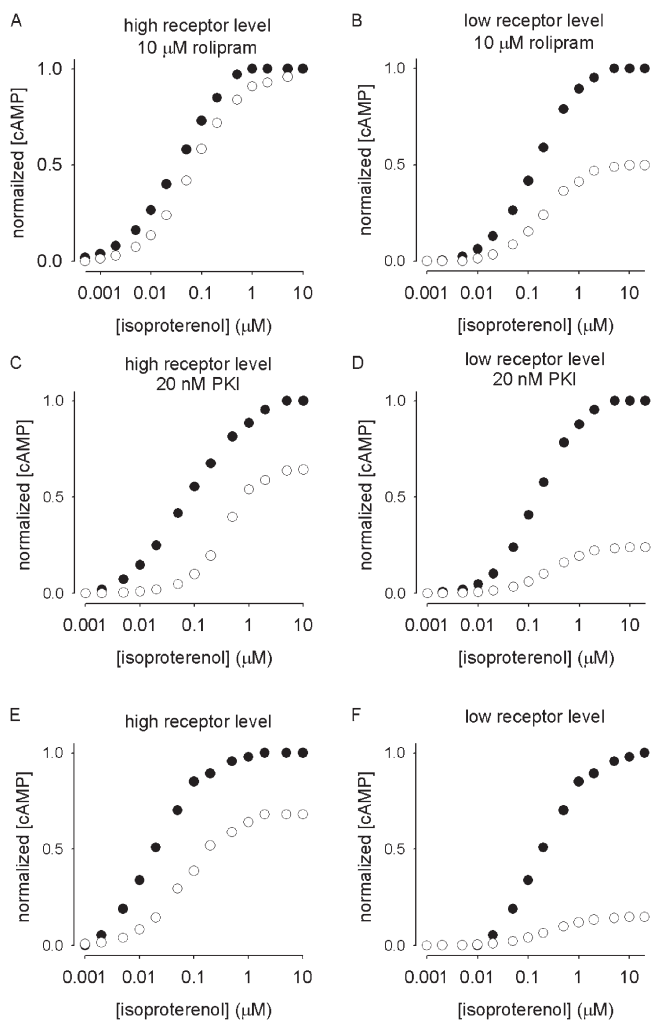 A
high receptor level
10 μM rolipram
normailzed [cAMP]
1.0
0.5
0.0
0.001 0.01 0.1 1 10
[isoproterenol] (μM)
B
low receptor level
10 μM rolipram
normalized [cAMP]
1.0
0.5
0.0
0.001 0.01 0.1 1 10
[isoproterenol] (μM)
C
high receptor level
20 nM PKI
normalized [cAMP]
1.0
0.5
0.0
0.001 0.01 0.1 1 10
[isoproterenol] (μM)
D
low receptor level
20 nM PKI
normalized [cAMP]
1.0
0.5
0.0
0.001 0.01 0.1 1 10
[isoproterenol] (μM)
E
high receptor level
normalized [cAMP]
1.0
0.5
0.0
0.001 0.01 0.1 1 10
[isoproterenol] (μM)
F
low receptor level
normalized [cAMP]
1.0
0.5
0.0
0.001 0.01 0.1 1 10
[isoproterenol] (μM)